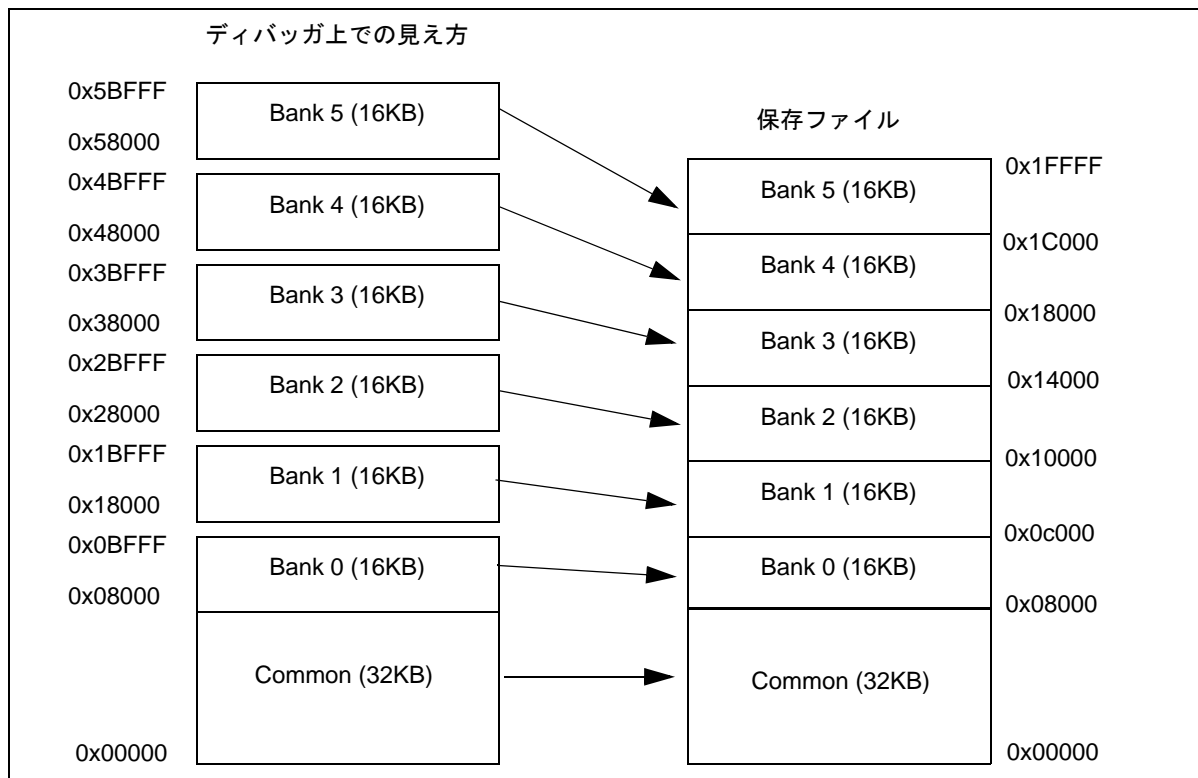 ディバッガ上での見え方
0x5BFFF
Bank 5 (16KB)
0x58000
0x4BFFF
Bank 4 (16KB)
0x48000
0x3BFFF
Bank 3 (16KB)
0x38000
0x2BFFF
Bank 2 (16KB)
0x28000
0x1BFFF
Bank 1 (16KB)
0x18000
0x0BFFF
Bank 0 (16KB)
0x08000
Common (32KB)
0x00000
保存ファイル
0x1FFFF
Bank 5 (16KB)
0x1C000
Bank 4 (16KB)
0x18000
Bank 3 (16KB)
0x14000
Bank 2 (16KB)
0x10000
Bank 1 (16KB)
0x0c000
Bank 0 (16KB)
0x08000
Common (32KB)
0x00000